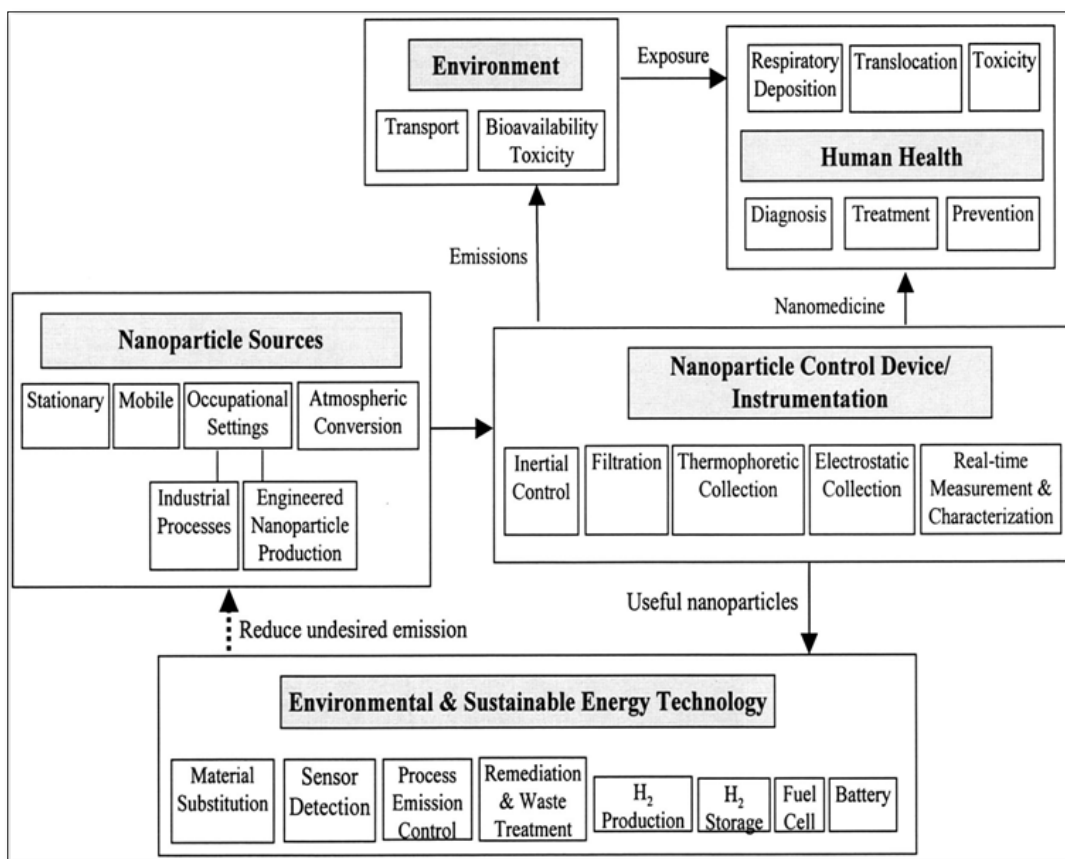 Environment
Transport
Bioavailability
Toxicity
Exposure
Respiratory
Deposition
Translocation
Toxicity
Human Health
Diagnosis
Treatment
Prevention
Emissions
Nanomedicine
Nanoparticle Sources
Stationary
Mobile
Occupational
Settings
Atmospheric
Conversion
Industrial
Processes
Engineered
Nanoparticle
Production
Nanoparticle Control Device/
Instrumentation
Inertial
Control
Filtration
Thermophoretic
Collection
Electrostatic
Collection
Real-time
Measurement &
Characterization
Useful nanoparticles
Reduce undesired emission
Environmental & Sustainable Energy Technology
Material
Substitution
Sensor
Detection
Process
Emission
Control
Remediation
& Waste
Treatment
H2
Production
H2
Storage
Fuel
Cell
Battery